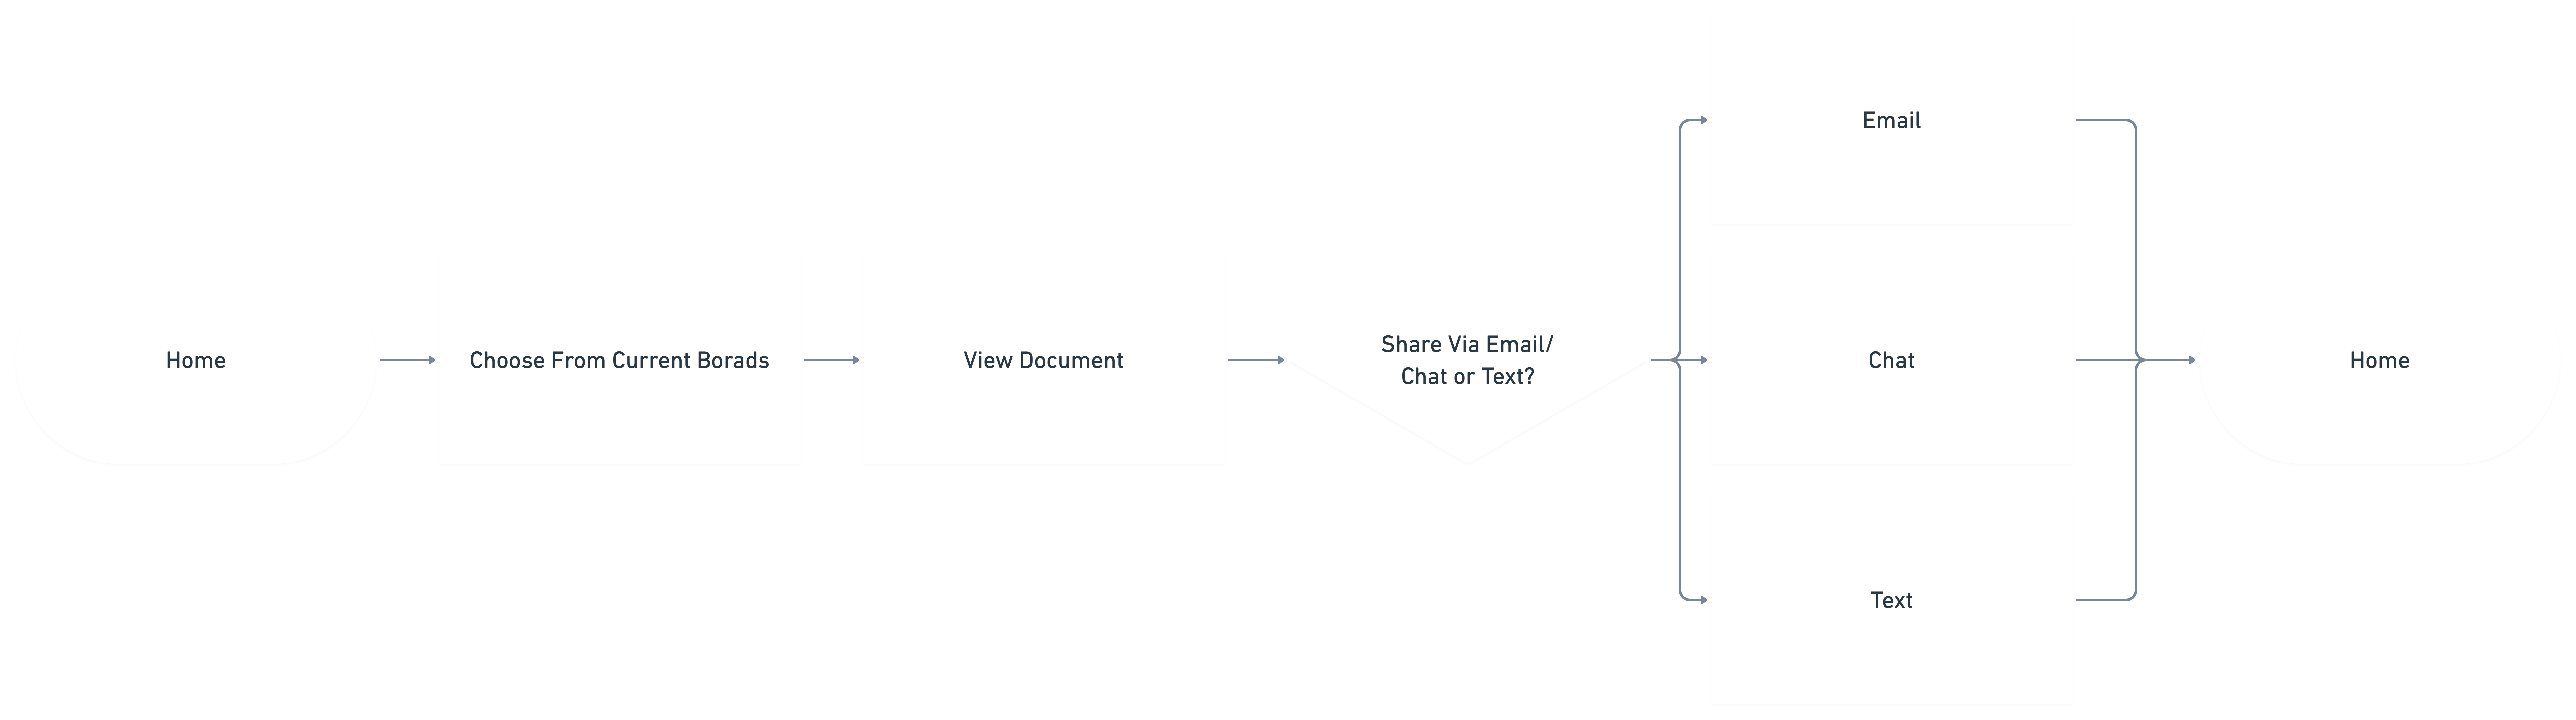 Home
Choose From Current Borads
View Document
Share Via Email/
Chat or Text?
Email
Chat
Text
Home